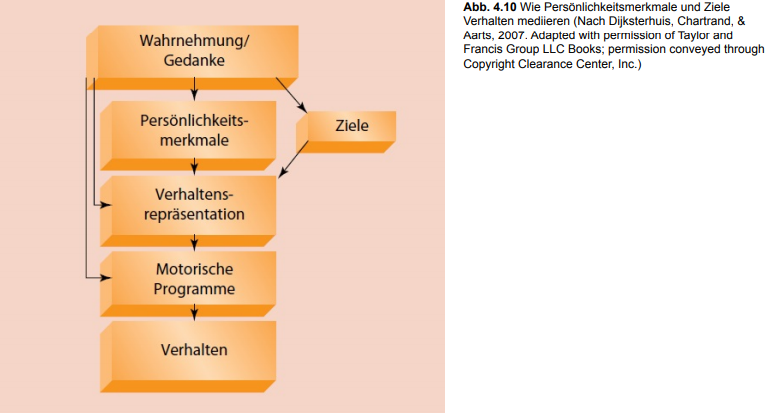 Wahrnehmung/
Gedanke
Persönlichkeits-
merkmale
Ziele
Verhaltens-
repräsentation
Motorische
Programme
Verhalten
Abb. 4.10 Wie Persönlichkeitsmerkmale und Ziele
Verhalten mediieren (Nach Dijksterhuis, Chartrand, &
Aarts, 2007. Adapted with permission of Taylor and
Francis Group LLC Books; permission conveyed through
Copyright Clearance Center, Inc.)